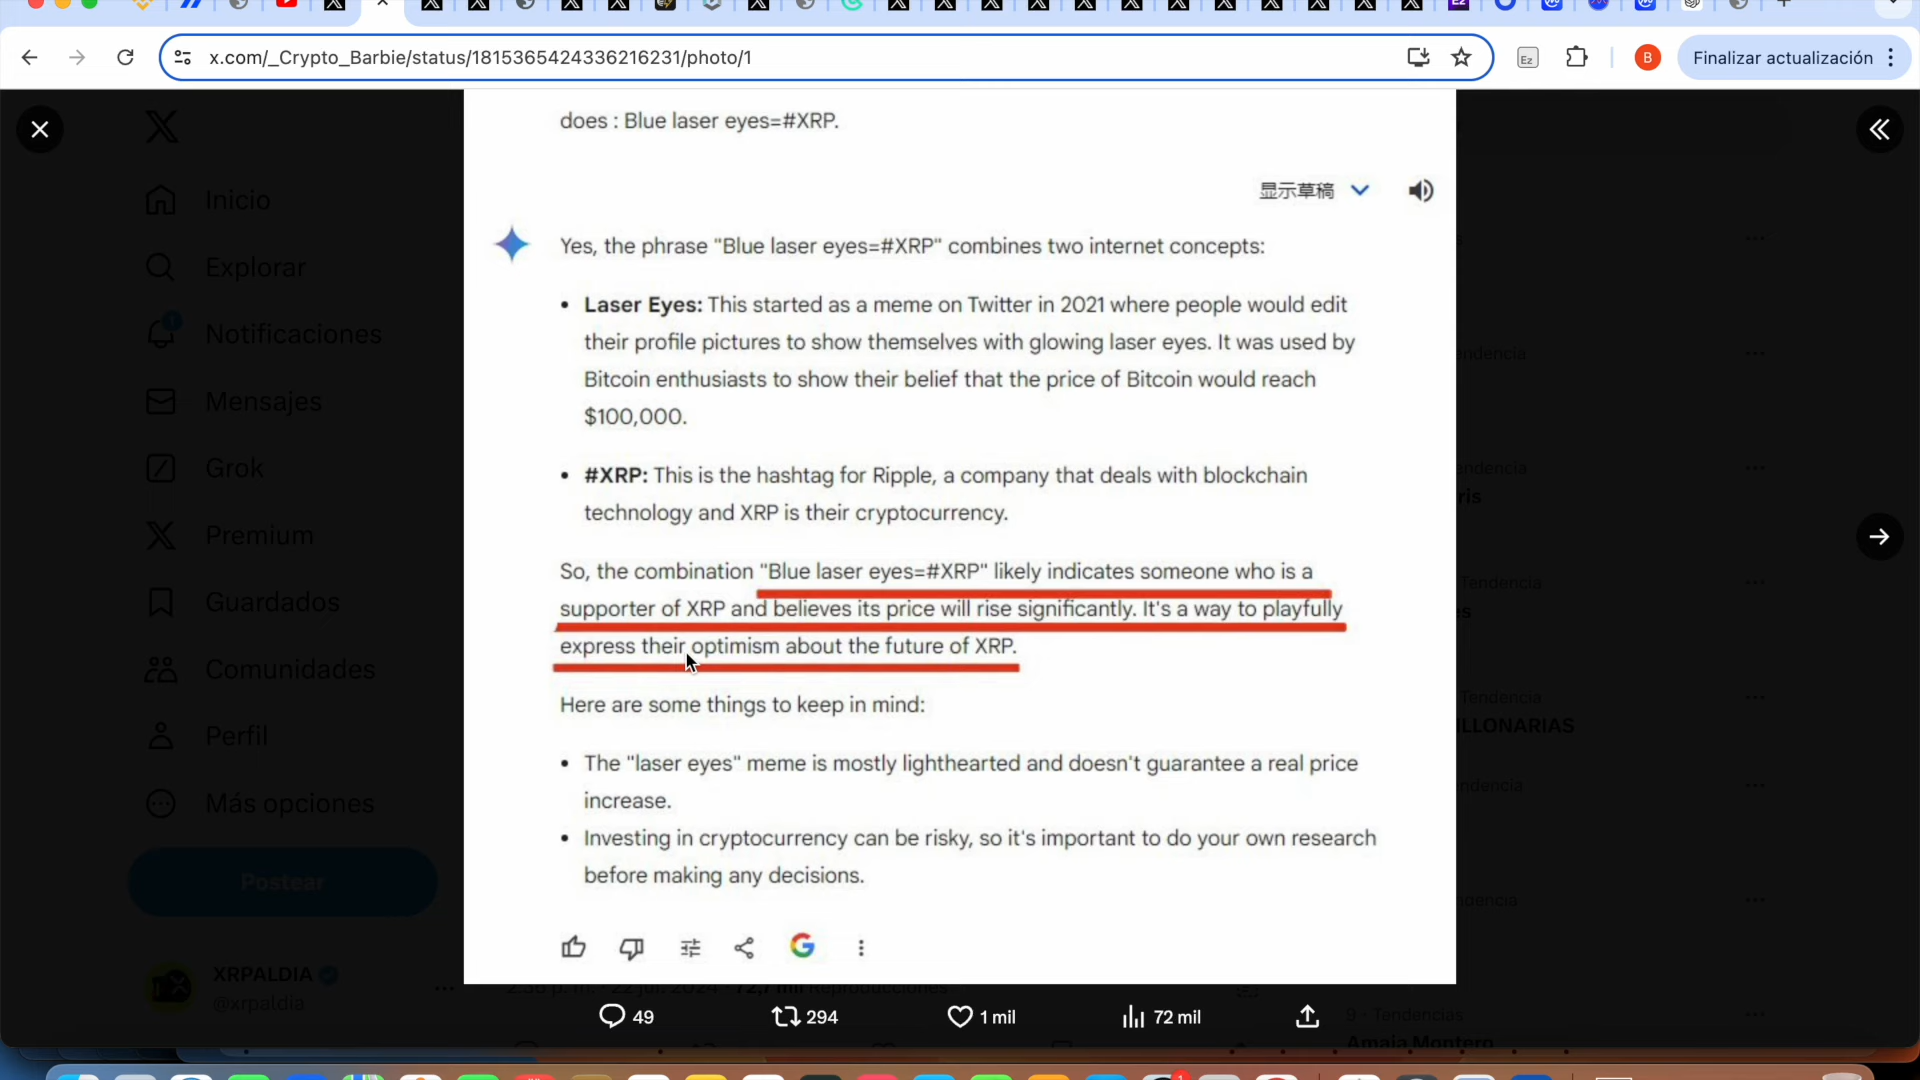 x.com/_Crypto_Barbie/status/1815365424336216231/photo/1
Ez
B
Finalizar actualización
does : Blue laser eyes=#XRP.
显示草稿
Yes, the phrase "Blue laser eyes=#XRP" combines two internet concepts:
• Laser Eyes: This started as a meme on Twitter in 2021 where people would edit
their profile pictures to show themselves with glowing laser eyes. It was used by
Bitcoin enthusiasts to show their belief that the price of Bitcoin would reach
$100,000.
• #XRP: This is the hashtag for Ripple, a company that deals with blockchain
technology and XRP is their cryptocurrency.
So, the combination "Blue laser eyes=#XRP" likely indicates someone who is a
supporter of XRP and believes its price will rise significantly. It's a way to playfully
express their optimism about the future of XRP.
Here are some things to keep in mind:
• The "laser eyes" meme is mostly lighthearted and doesn't guarantee a real price
increase.
• Investing in cryptocurrency can be risky, so it's important to do your own research
before making any decisions.
49
294
1 mil
72 mil
Inicio
Explorar
Notificaciones
Mensajes
Grok
Premium
Guardados
Comunidades
Perfil
Más opciones
Postear
XRPALDIA
@xrpaldia
Tendencia
Tendencia
LLONARIAS
9 - Tendencias
Amaia Montero